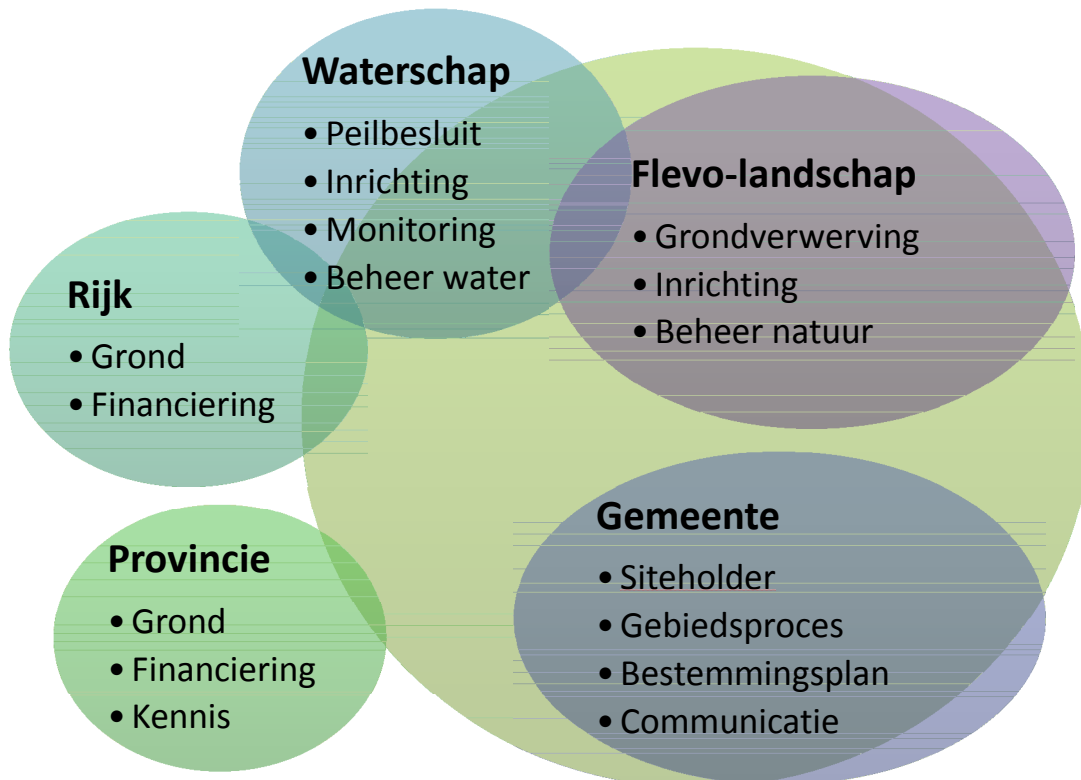 Waterschap
• Peilbesluit
• Inrichting
• Monitoring
• Beheer water
Flevo-landschap
• Grondverwerving
• Inrichting
• Beheer natuur
Rijk
• Grond
• Financiering
Provincie
• Grond
• Financiering
• Kennis
Gemeente
• Siteholder
• Gebiedsproces
• Bestemmingsplan
• Communicatie